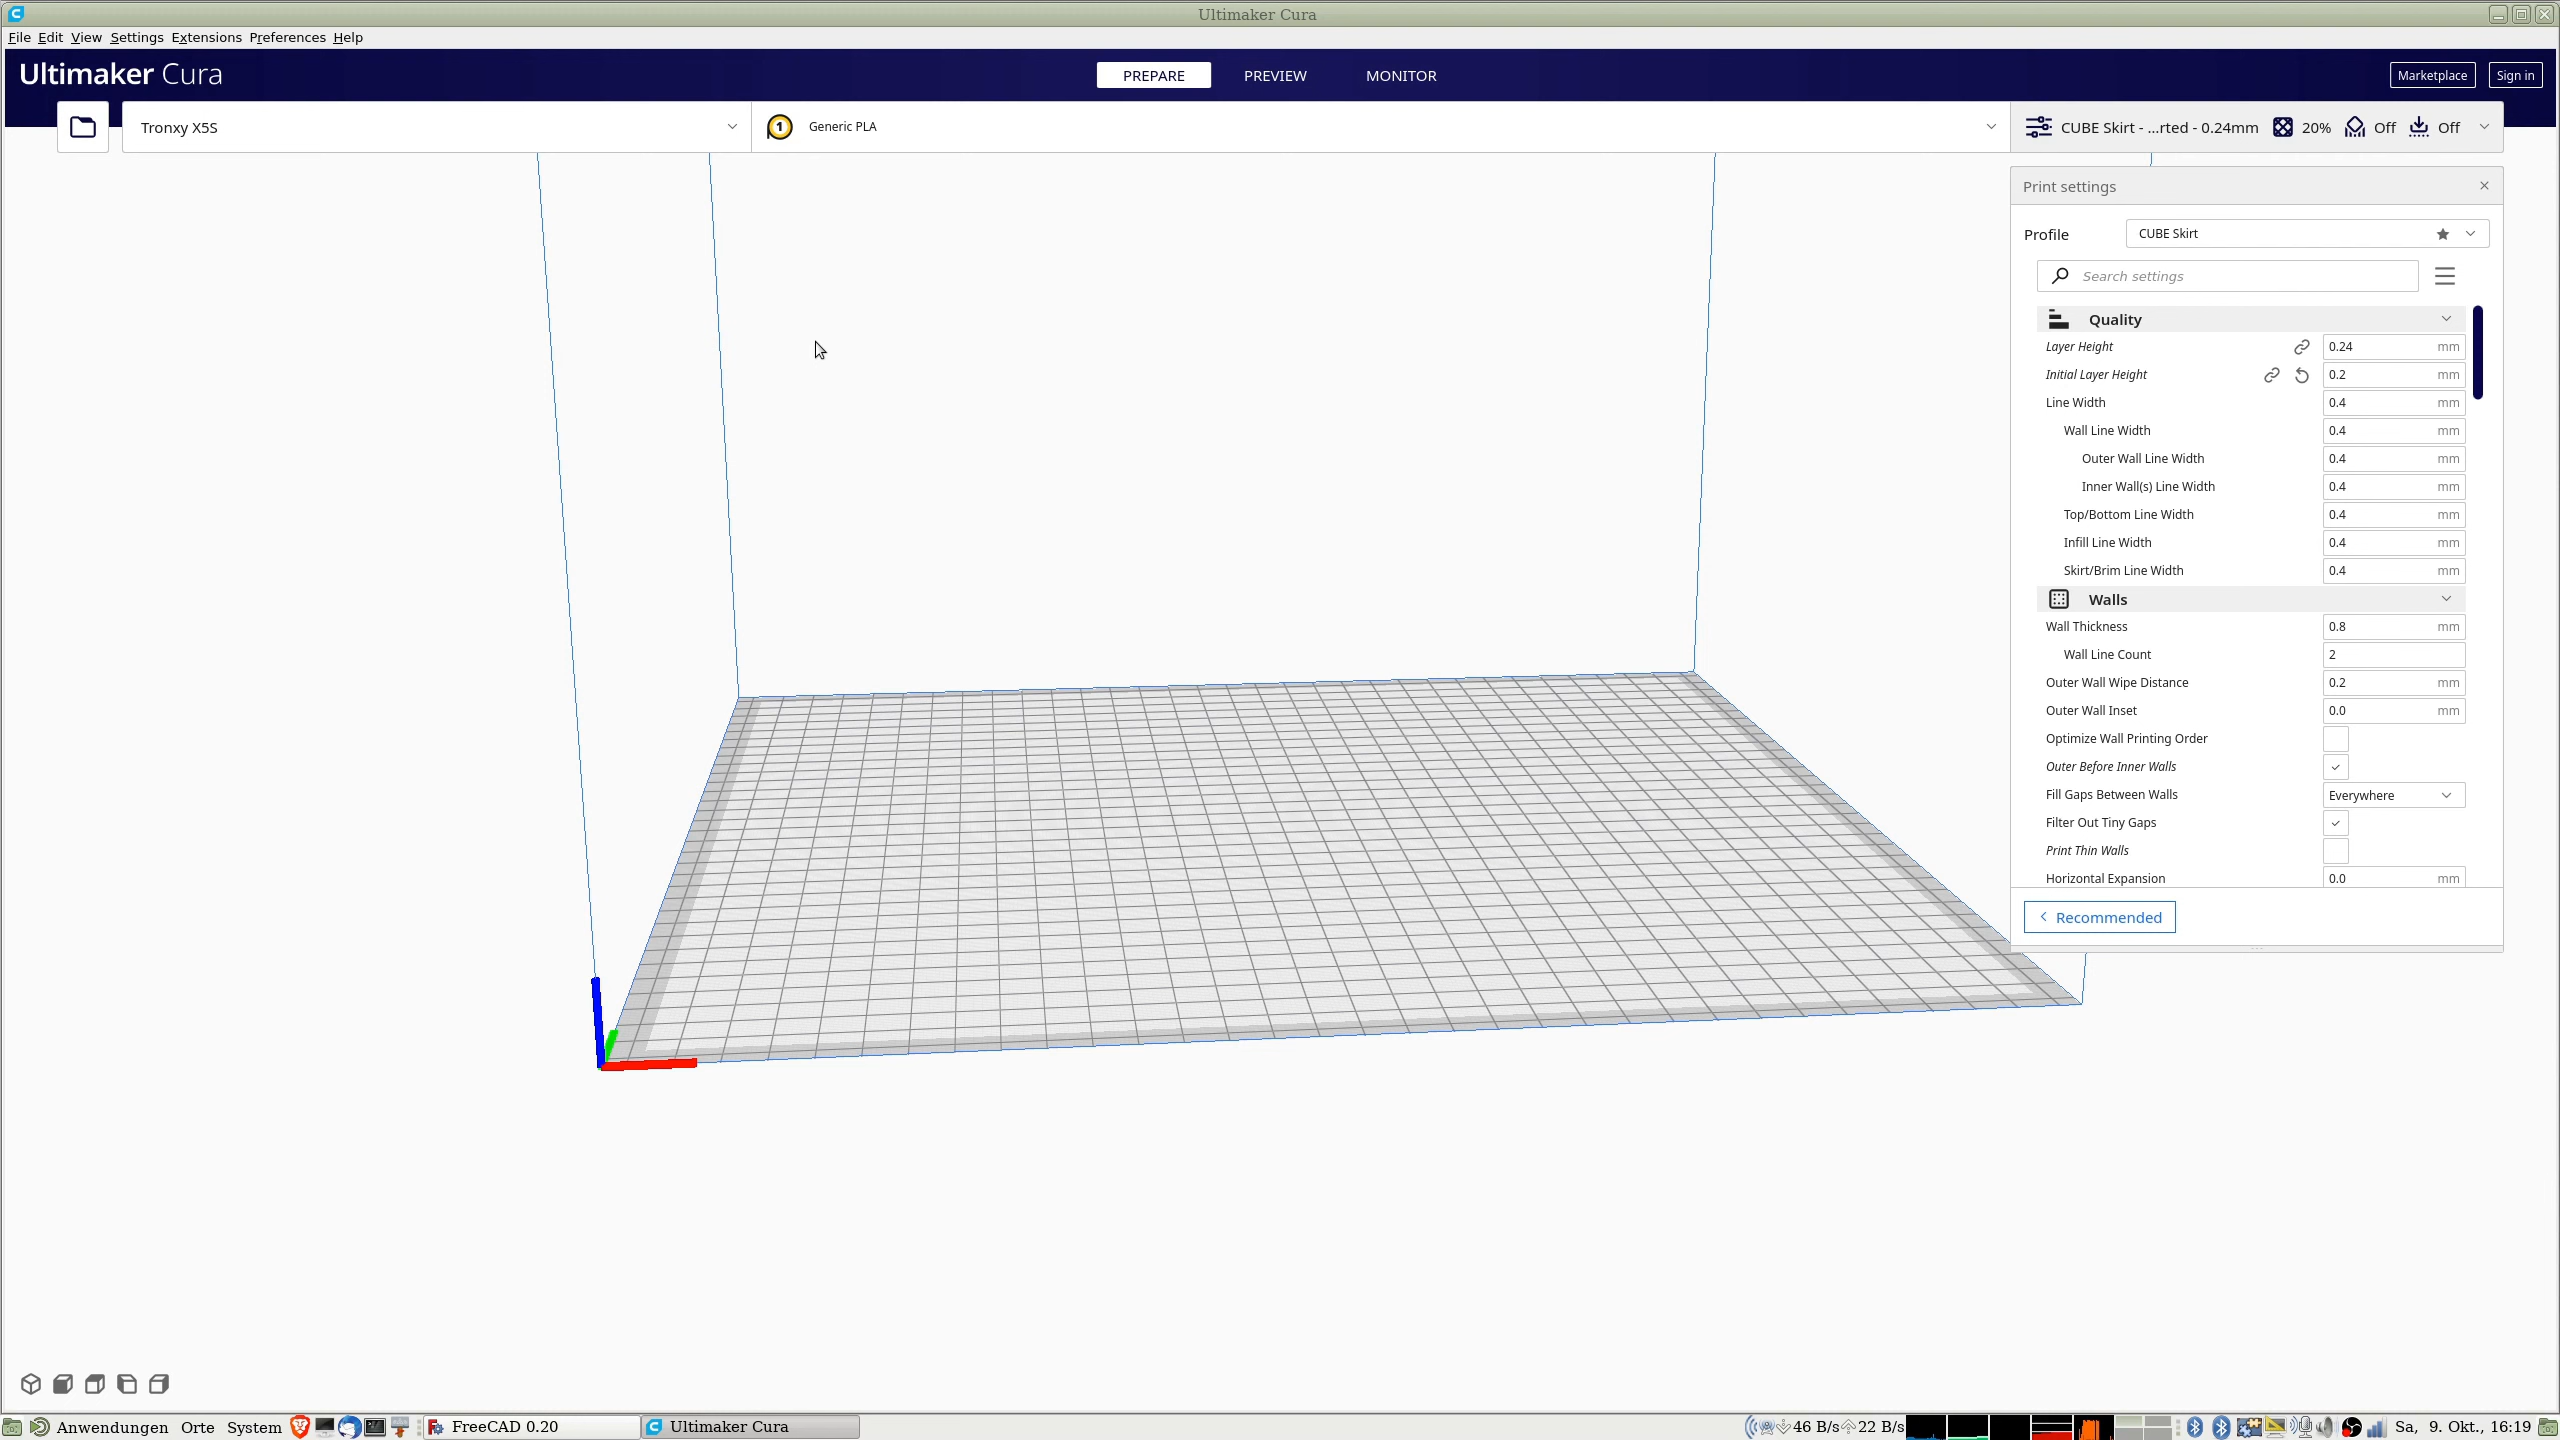 Ultimaker Cura
File Edit View Settings Extensions Preferences Help
Ultimaker Cura
PREPARE
PREVIEW
MONITOR
Marketplace
Sign in
Tronxy X5S
1
Generic PLA
CUBE Skirt - ...rted - 0.24mm
20%
Off
Off
Print settings
Profile
CUBE Skirt
Search settings
Quality
Layer Height 0.24 mm
Initial Layer Height 0.2 mm
Line Width 0.4 mm
Wall Line Width 0.4 mm
Outer Wall Line Width 0.4 mm
Inner Wall(s) Line Width 0.4 mm
Top/Bottom Line Width 0.4 mm
Infill Line Width 0.4 mm
Skirt/Brim Line Width 0.4 mm
Walls
Wall Thickness 0.8 mm
Wall Line Count 2
Outer Wall Wipe Distance 0.2 mm
Outer Wall Inset 0.0 mm
Optimize Wall Printing Order
Outer Before Inner Walls
Fill Gaps Between Walls Everywhere
Filter Out Tiny Gaps
Print Thin Walls
Horizontal Expansion 0.0 mm
Recommended
Anwendungen Orte System
FreeCAD 0.20
Ultimaker Cura
46 B/s 22 B/s
Sa, 9. Okt., 16:19